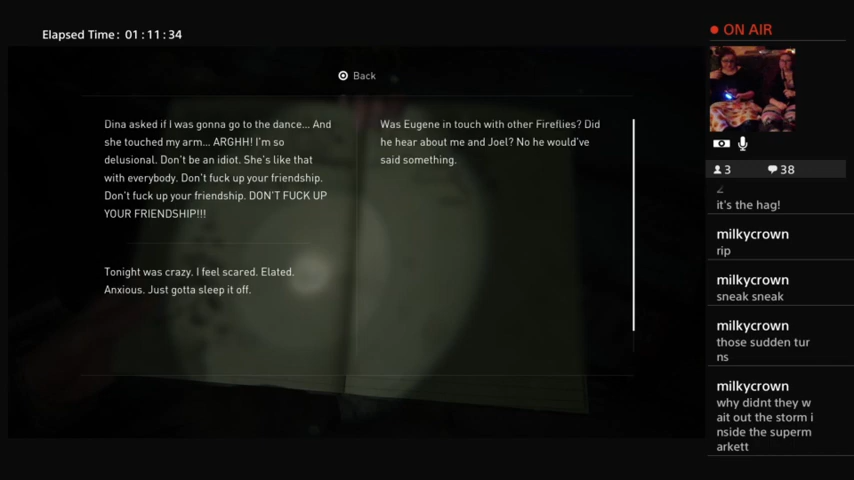 Elapsed Time: 01:11:34
Back
Dina asked if I was gonna go to the dance... And
she touched my arm... ARGHH! I'm so
delusional. Don't be an idiot. She's like that
with everybody. Don't fuck up your friendship.
Don't fuck up your friendship. DON'T FUCK UP
YOUR FRIENDSHIP!!!
Tonight was crazy. I feel scared. Elated.
Anxious. Just gotta sleep it off.
Was Eugene in touch with other Fireflies? Did
he hear about me and Joel? No he would've
said something.
ON AIR
3
38
it's the hag!
milkycrown
rip
milkycrown
sneak sneak
milkycrown
those sudden tur
ns
milkycrown
why didnt they w
ait out the storm i
nside the superm
arkett